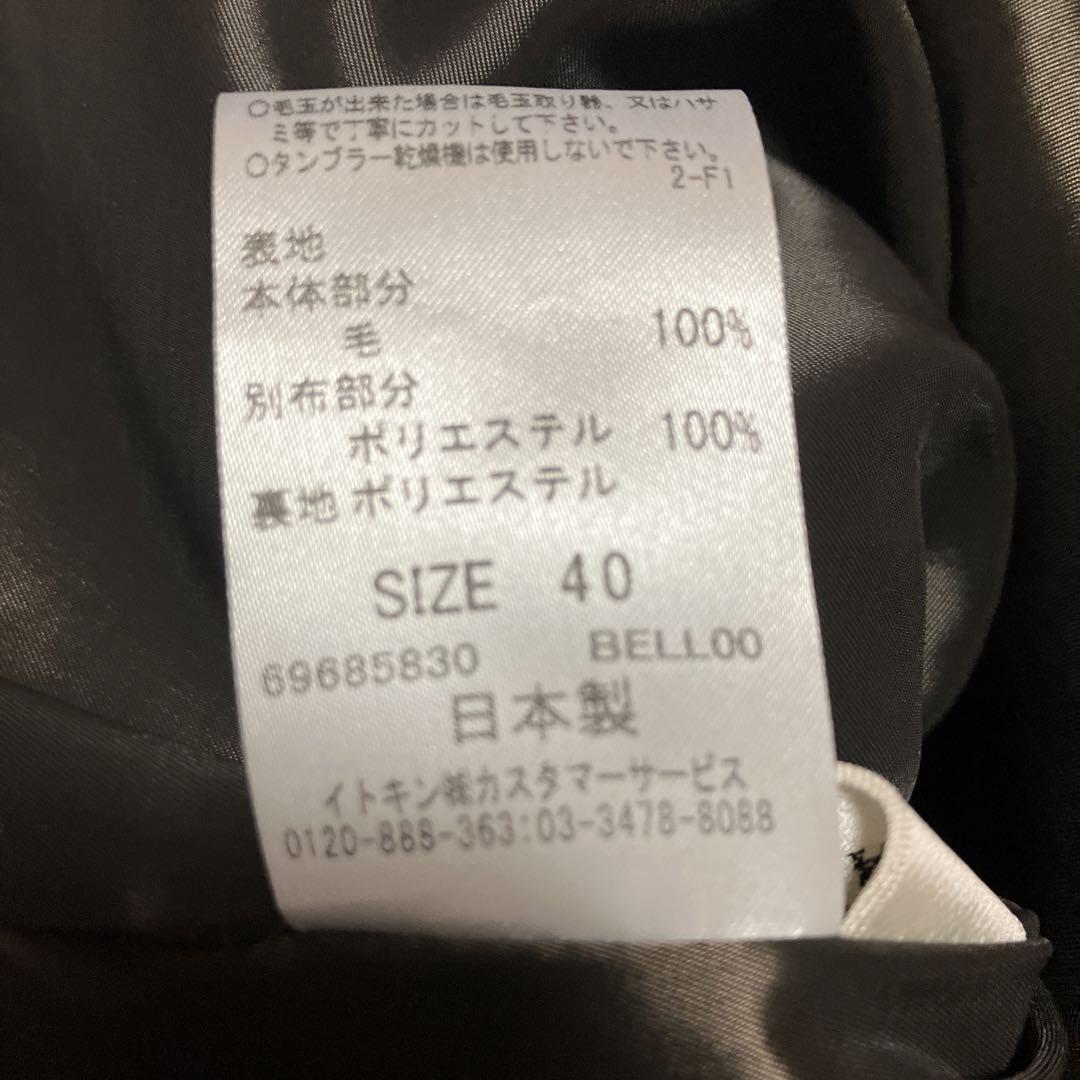 ○毛玉が出来た場合は毛玉取り器、又はハサ
ミ等で丁寧にカットして下さい。
○タンブラー乾燥機は使用しないで下さい。
2-F1
表地
本体部分
毛 100%
別布部分
ポリエステル 100%
裏地 ポリエステル
SIZE 40
69685830 BELL00
日本製
イトキン㈱カスタマーサービス
0120-888-363:03-3478-8088